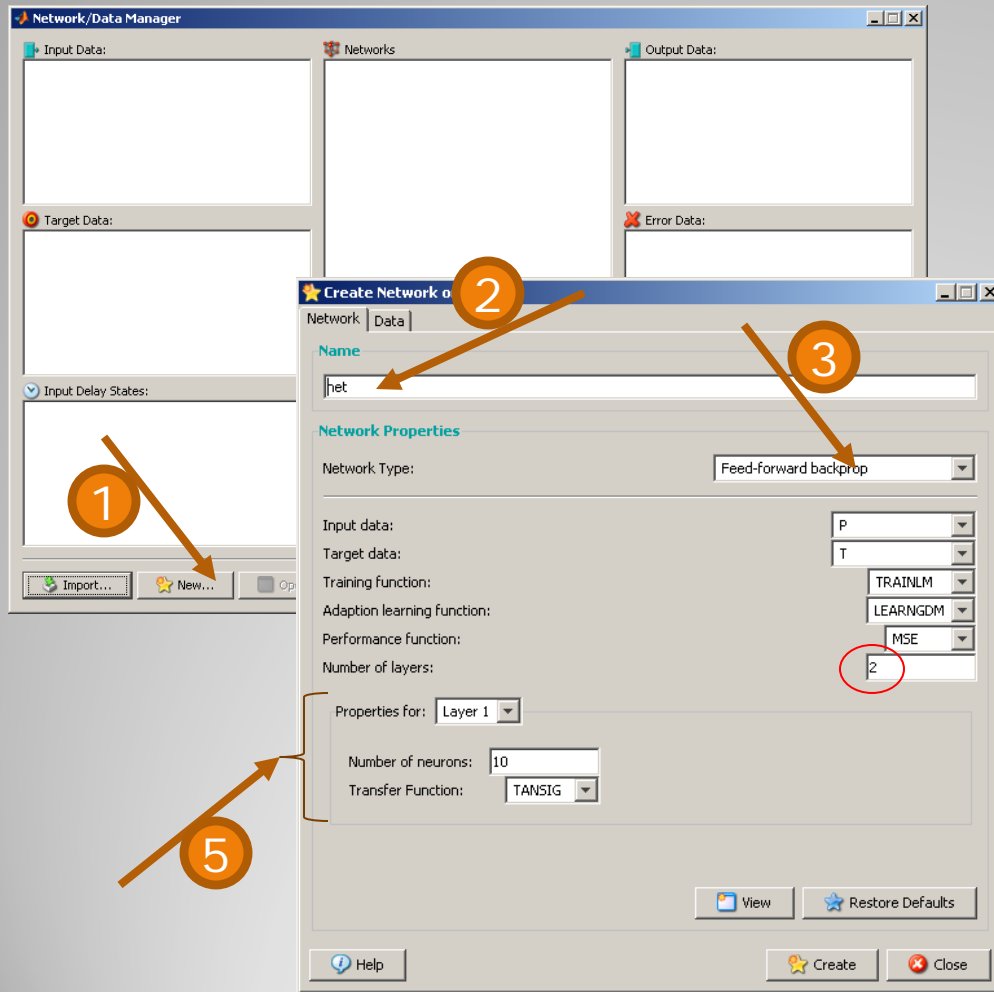 Network/Data Manager
Input Data:
Networks
Output Data:
Target Data:
Error Data:
Input Delay States:
Import...
New...
Create Network o
Network
Data
Name
net
Network Properties
Network Type:
Feed-forward backprop
Input data:
P
Target data:
T
Training function:
TRAINLM
Adaption learning function:
LEARNGDM
Performance function:
MSE
Number of layers:
2
Properties for:
Layer 1
Number of neurons:
10
Transfer Function:
TANSIG
View
Restore Defaults
Help
Create
Close
1
2
3
5